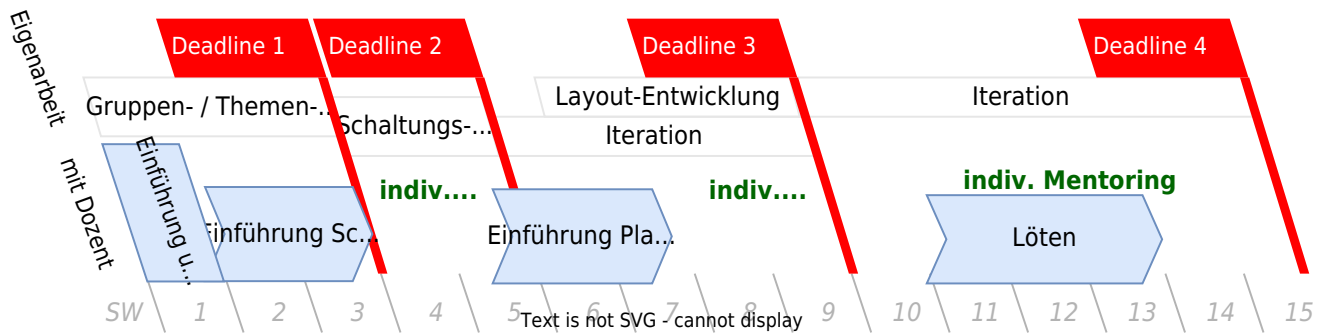 Eigenarbeit
Deadline 1
Deadline 2
Deadline 3
Deadline 4
Gruppen- / Themen-...
Schaltungs-...
Layout-Entwicklung
Iteration
Iteration
mit Dozent
Einführung u...
Einführung Sc...
indiv....
Einführung Pla...
indiv....
indiv. Mentoring
Löten
SW 1 2 3 4 5 6 7 8 9 10 11 12 13 14 15
Text is not SVG - cannot display